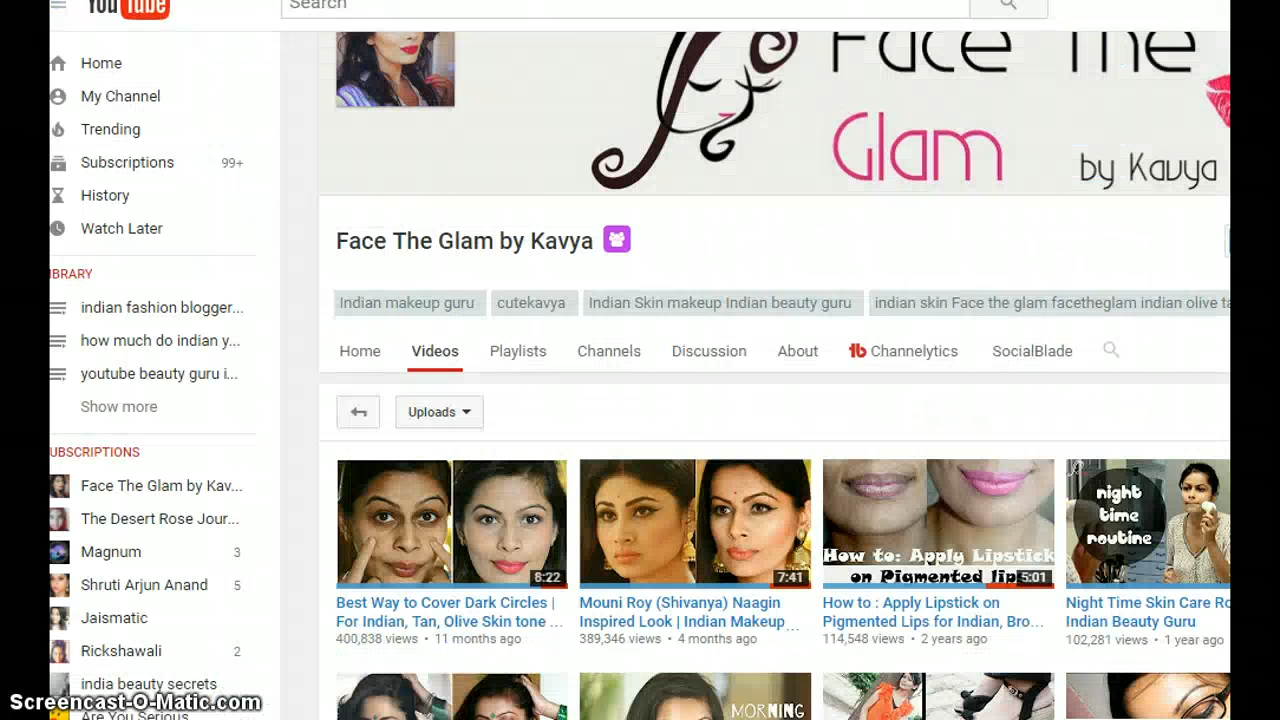 YouTube
Search
Home
My Channel
Trending
Subscriptions 99+
History
Watch Later
IBRARY
indian fashion blogger...
how much do indian y...
youtube beauty guru i...
Show more
UBSCRIPTIONS
Face The Glam by Kav...
The Desert Rose Jour...
Magnum 3
Shruti Arjun Anand 5
Jaismatic
Rickshawali 2
india beauty secrets
Are You Serious
Face The
Glam
by Kavya
Face The Glam by Kavya
Indian makeup guru cutekavya Indian Skin makeup Indian beauty guru indian skin Face the glam facetheglam indian olive ta
Home Videos Playlists Channels Discussion About Channelytics SocialBlade
Uploads
8:22
Best Way to Cover Dark Circles |
For Indian, Tan, Olive Skin tone ...
400,838 views • 11 months ago
7:41
Mouni Roy (Shivanya) Naagin
Inspired Look | Indian Makeup...
389,346 views • 4 months ago
How to: Apply Lipstick
on Pigmented lip
5:01
How to : Apply Lipstick on
Pigmented Lips for Indian, Bro...
114,548 views • 2 years ago
night
time
routine
Night Time Skin Care Ro
Indian Beauty Guru
102,281 views • 1 year ago
MORNING
Screencast-O-Matic.com